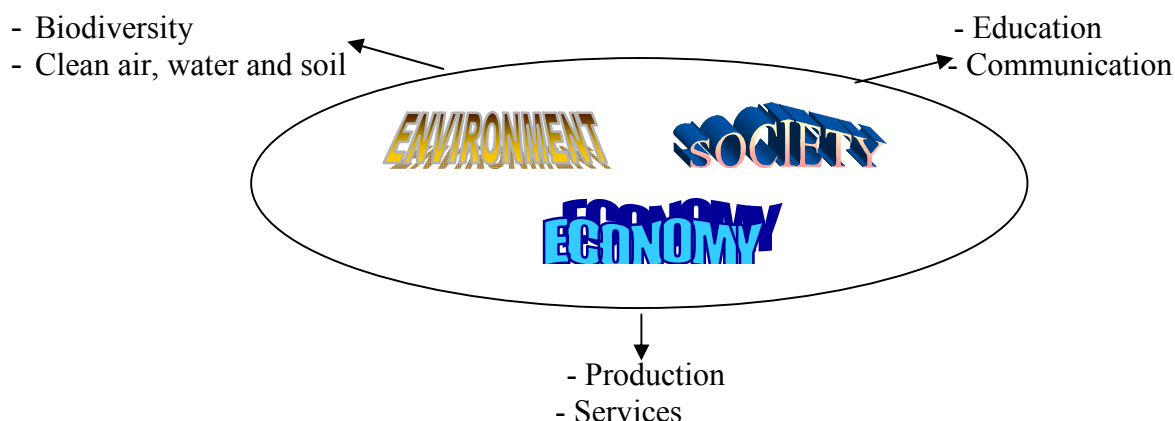 - Biodiversity
- Clean air, water and soil
- Education
- Communication
ENVIRONMENT
SOCIETY
ECONOMY
- Production
- Services